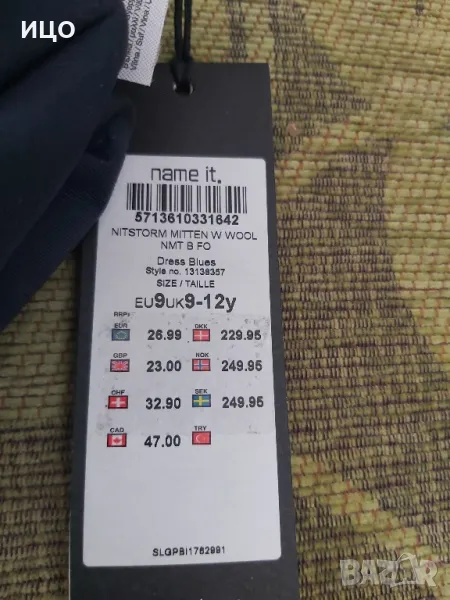 ИЦО
name it.
5713610331642
NITSTORM MITTEN W WOOL
NMT B FO
Dress Blues
Style no. 13138357
SIZE / TAILLE
EU9UK9-12y
RRP:
EUR 26.99 DKK 229.95
GBP 23.00 NOK 249.95
CHF 32.90 SEK 249.95
CAD 47.00 TRY
SLGPBI1762991
BAZAR